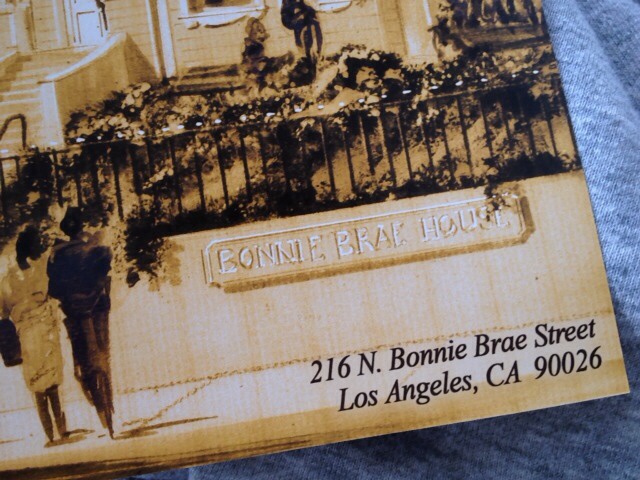 BONNIE BRAE HOUSE
216 N. Bonnie Brae Street
Los Angeles, CA 90026